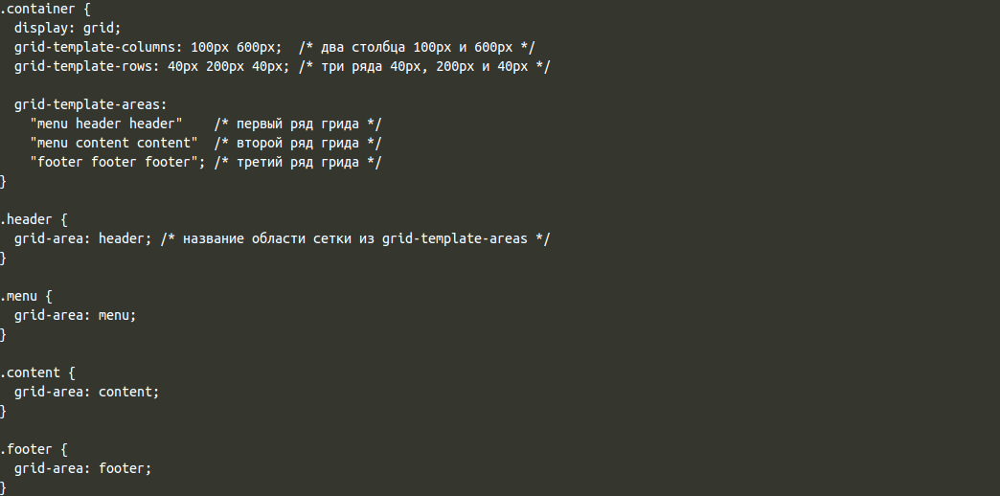 .container {
display: grid;
grid-template-columns: 100px 600px;  /* два столбца 100px и 600px */
grid-template-rows: 40px 200px 40px; /* три ряда 40px, 200px и 40px */
grid-template-areas:
"menu header header"    /* первый ряд грида */
"menu content content"  /* второй ряд грида */
"footer footer footer"; /* третий ряд грида */
}
.header {
grid-area: header; /* название области сетки из grid-template-areas */
}
.menu {
grid-area: menu;
}
.content {
grid-area: content;
}
.footer {
grid-area: footer;
}